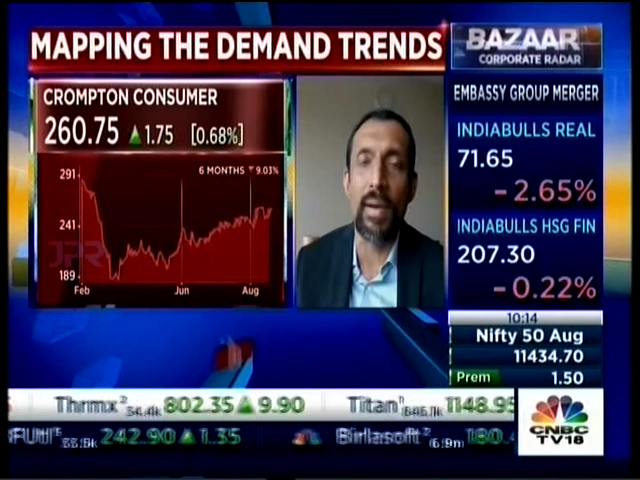 MAPPING THE DEMAND TRENDS
BAZAAR
CORPORATE RADAR
CROMPTON CONSUMER
260.75 ▲ 1.75 [0.68%]
6 MONTHS ▼ 9.03%
291
241
189
Feb Jun Aug
JPR
EMBASSY GROUP MERGER
INDIABULLS REAL
71.65
- 2.65%
INDIABULLS HSG FIN
207.30
- 0.22%
10:14
Nifty 50 Aug
11434.70
Prem 1.50
Thrmx 802.35 ▲ 9.90 Titan 1148.95
242.90 ▲ 1.35 Birlasoft
CNBC
TV18